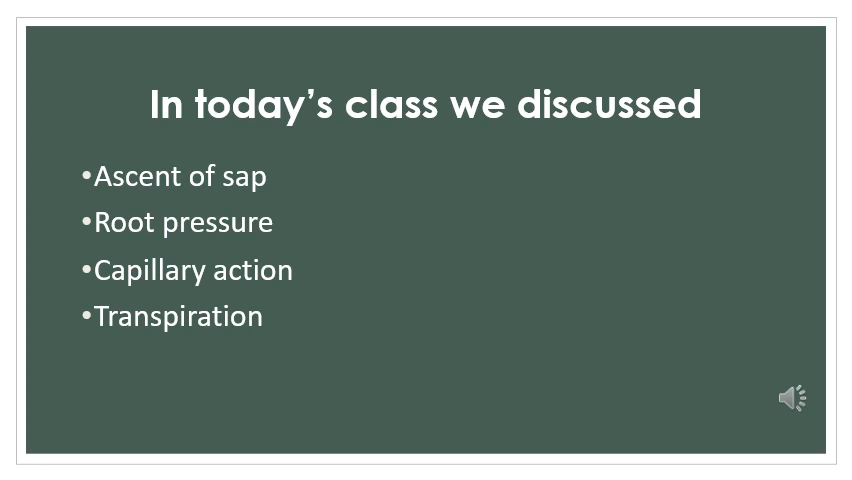 In today’s class we discussed
•Ascent of sap
•Root pressure
•Capillary action
•Transpiration